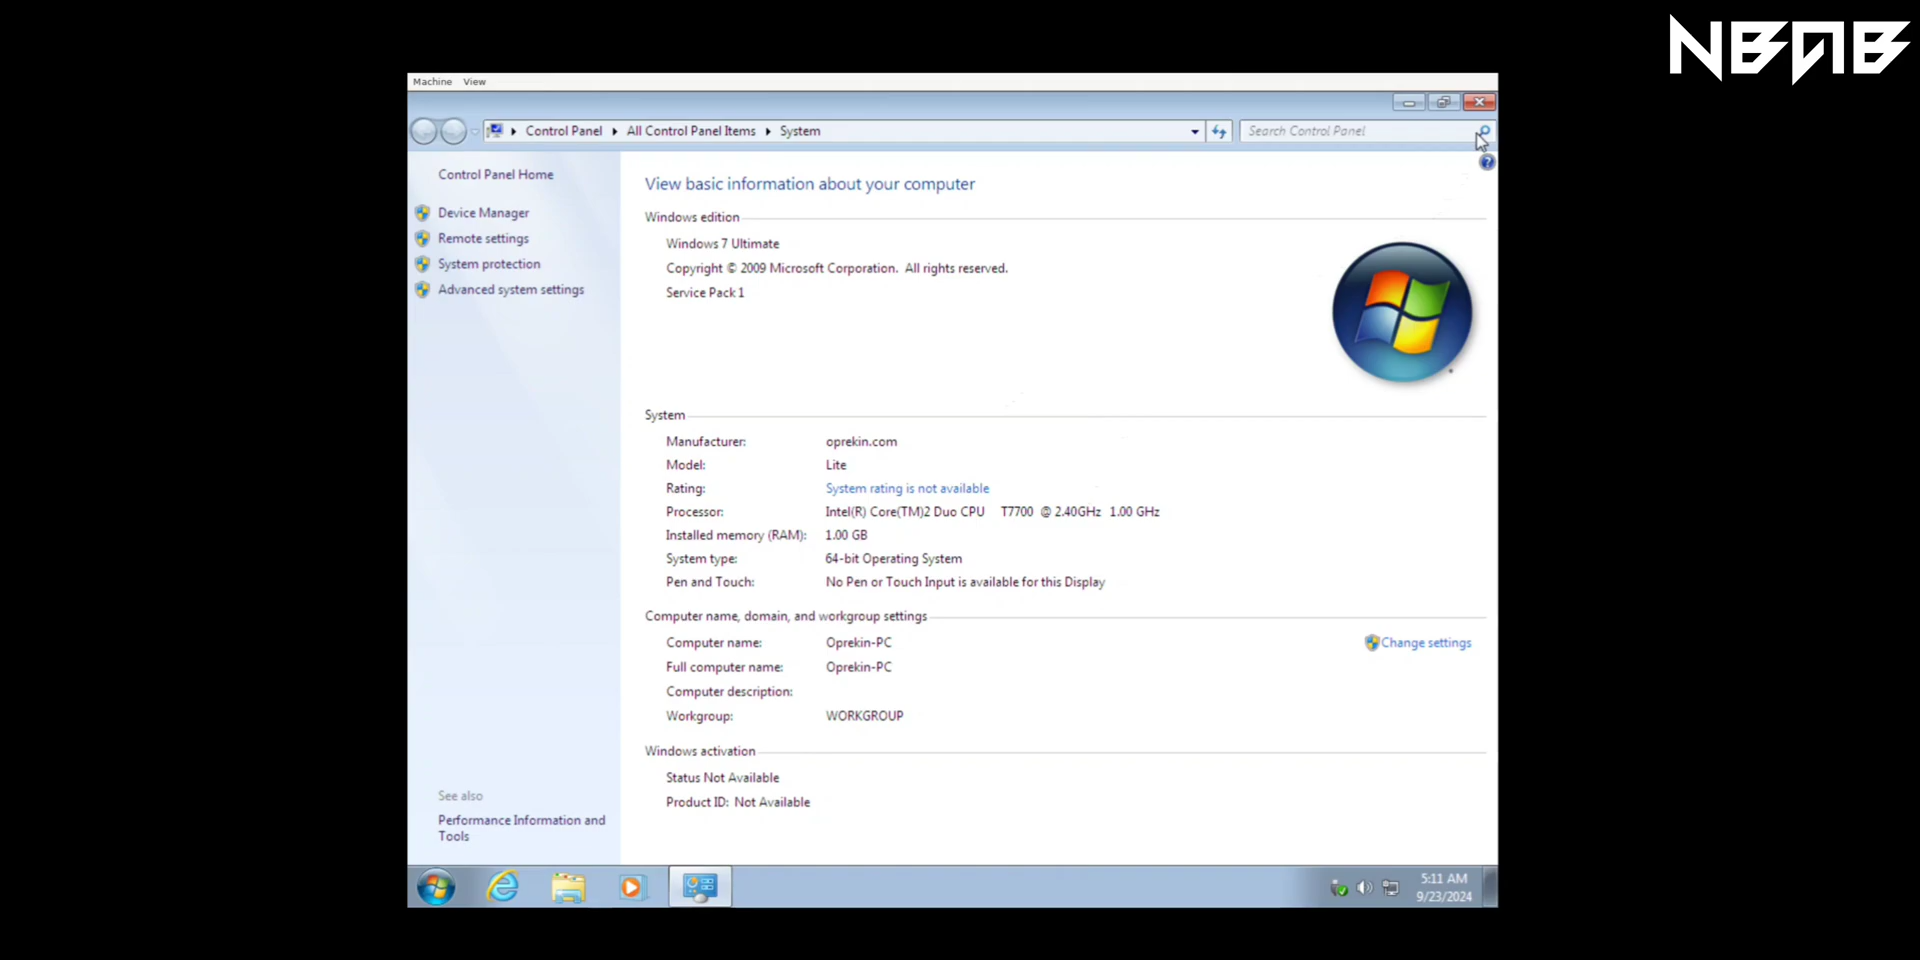 NBAB
Machine View
Control Panel All Control Panel Items System
Search Control Panel
Control Panel Home
Device Manager
Remote settings
System protection
Advanced system settings
See also
Performance Information and
Tools
View basic information about your computer
Windows edition
Windows 7 Ultimate
Copyright © 2009 Microsoft Corporation. All rights reserved.
Service Pack 1
System
Manufacturer: oprekin.com
Model: Lite
Rating: System rating is not available
Processor: Intel(R) Core(TM)2 Duo CPU T7700 @ 2.40GHz 1.00 GHz
Installed memory (RAM): 1.00 GB
System type: 64-bit Operating System
Pen and Touch: No Pen or Touch Input is available for this Display
Computer name, domain, and workgroup settings
Computer name: Oprekin-PC
Change settings
Full computer name: Oprekin-PC
Computer description:
Workgroup: WORKGROUP
Windows activation
Status Not Available
Product ID: Not Available
5:11 AM
9/23/2024